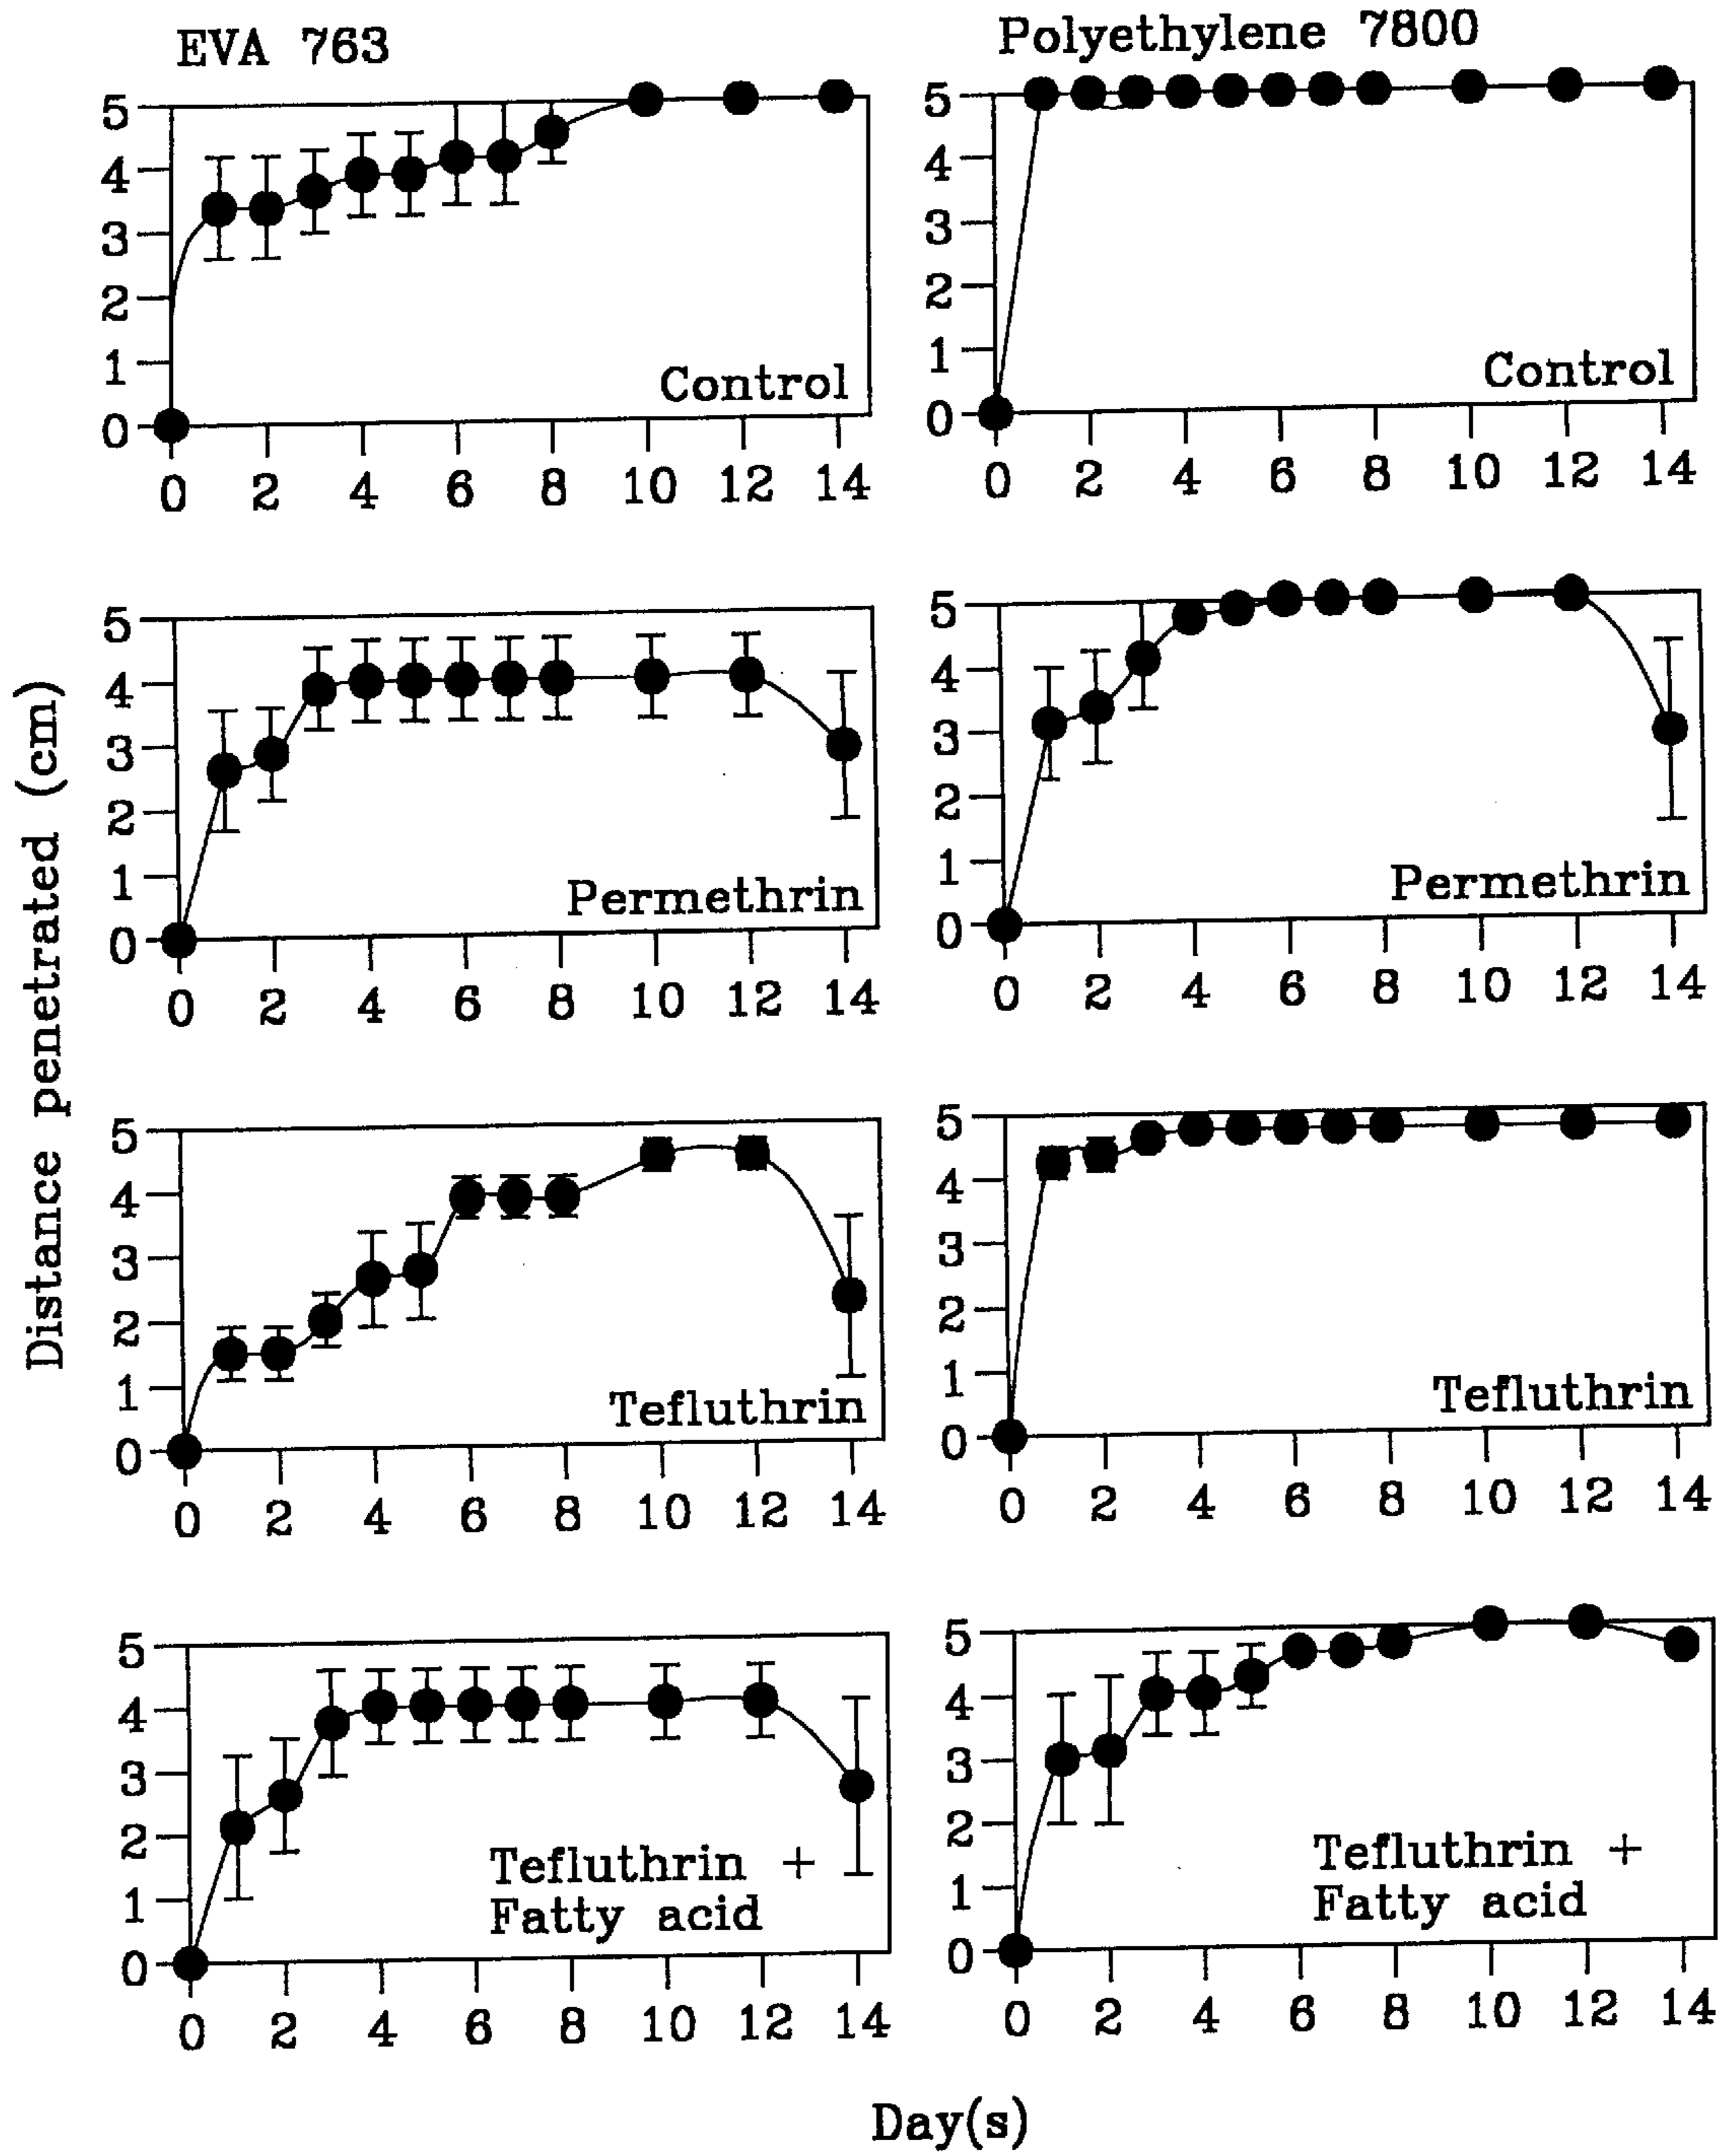 EVA 763
Polyethylene 7800
5
4
3
2
1
0
Control
0 2 4 6 8 10 12 14
5
4
3
2
1
0
Control
0 2 4 6 8 10 12 14
Distance penetrated (cm)
5
4
3
2
1
0
Permethrin
0 2 4 6 8 10 12 14
5
4
3
2
1
0
Permethrin
0 2 4 6 8 10 12 14
5
4
3
2
1
0
Tefluthrin
0 2 4 6 8 10 12 14
5
4
3
2
1
0
Tefluthrin
0 2 4 6 8 10 12 14
5
4
3
2
1
0
Tefluthrin +
Fatty acid
0 2 4 6 8 10 12 14
5
4
3
2
1
0
Tefluthrin +
Fatty acid
0 2 4 6 8 10 12 14
Day(s)